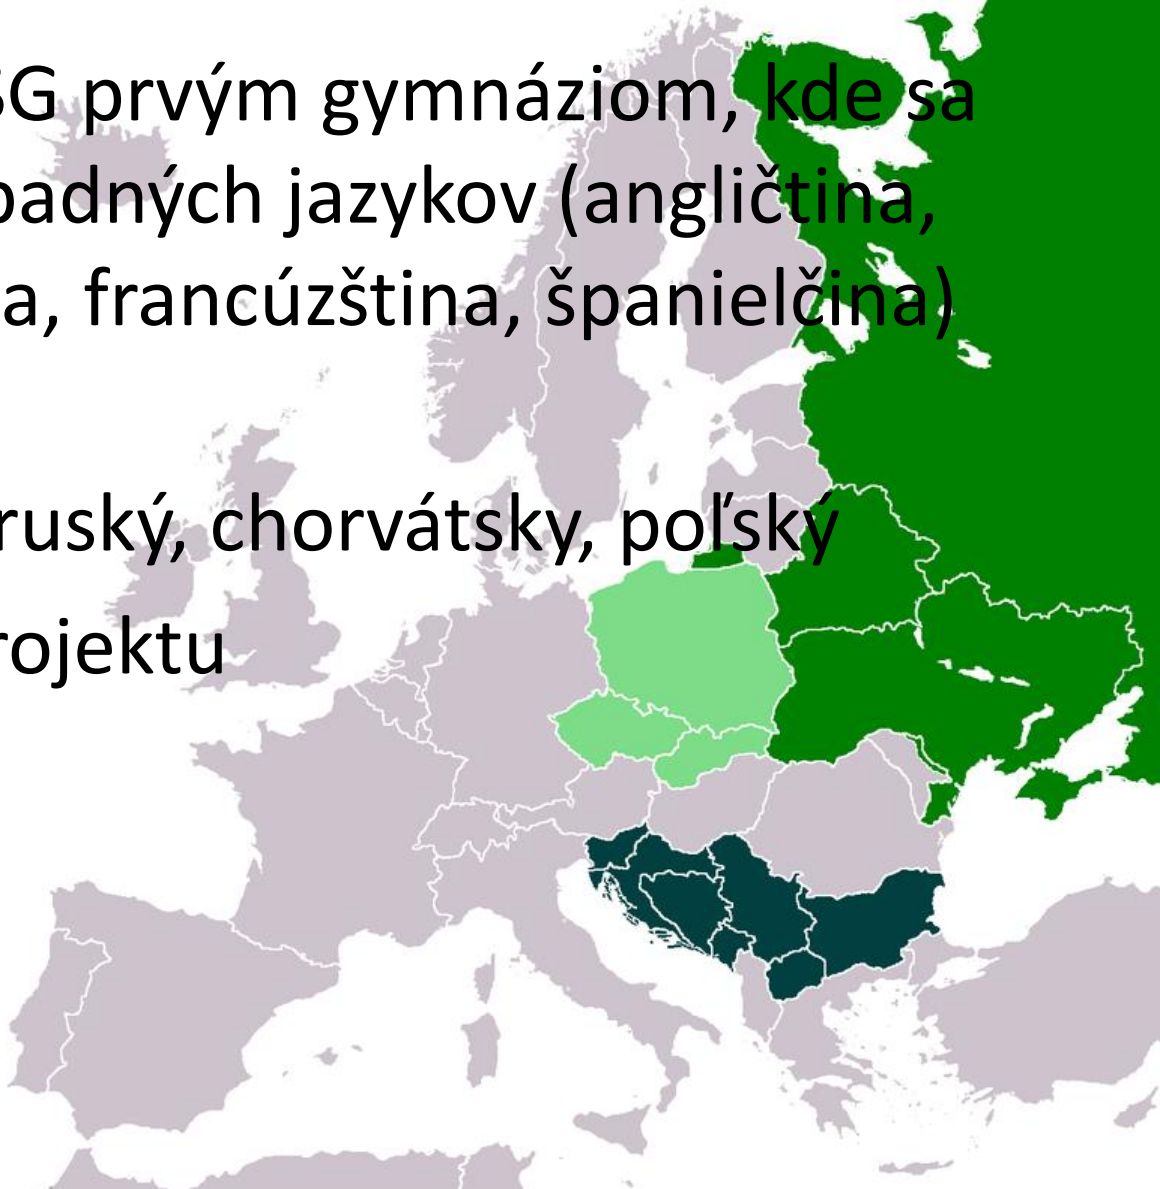 G prvým gymnáziom, kde sa
padných jazykov (angličtina,
a, francúzština, španielčina)
ruský, chorvátsky, poľský
rojektu